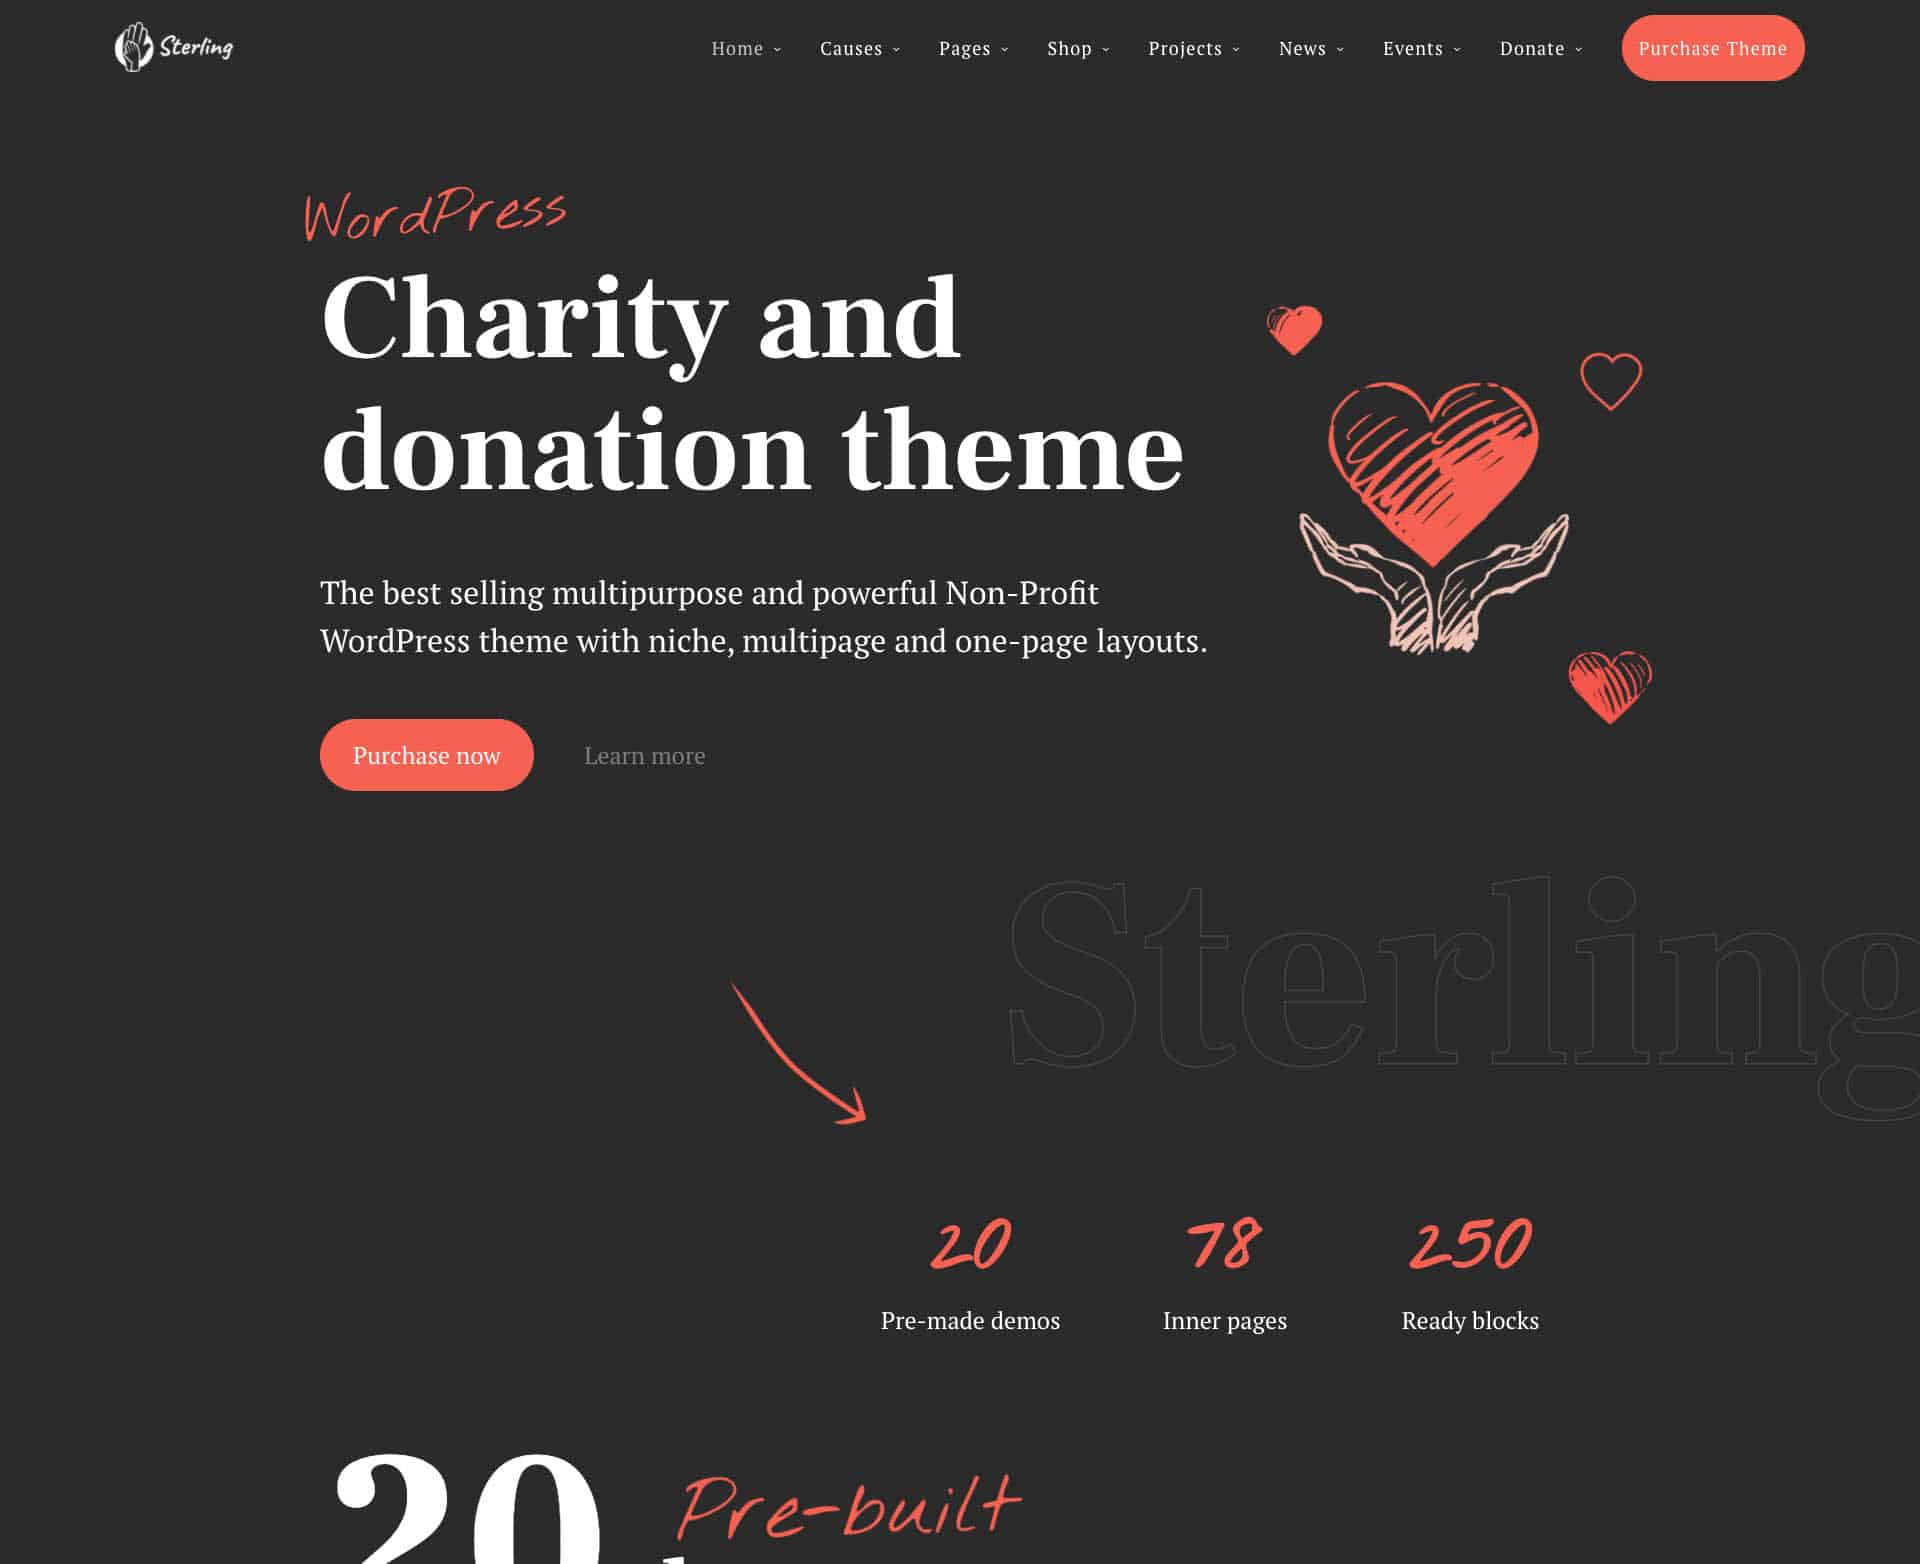 Sterling
Home Causes Pages Shop Projects News Events Donate Purchase Theme
WordPress
Charity and
donation theme
The best selling multipurpose and powerful Non-Profit
WordPress theme with niche, multipage and one-page layouts.
Purchase now Learn more
Sterling
20 78 250
Pre-made demos Inner pages Ready blocks
20 Pre-built